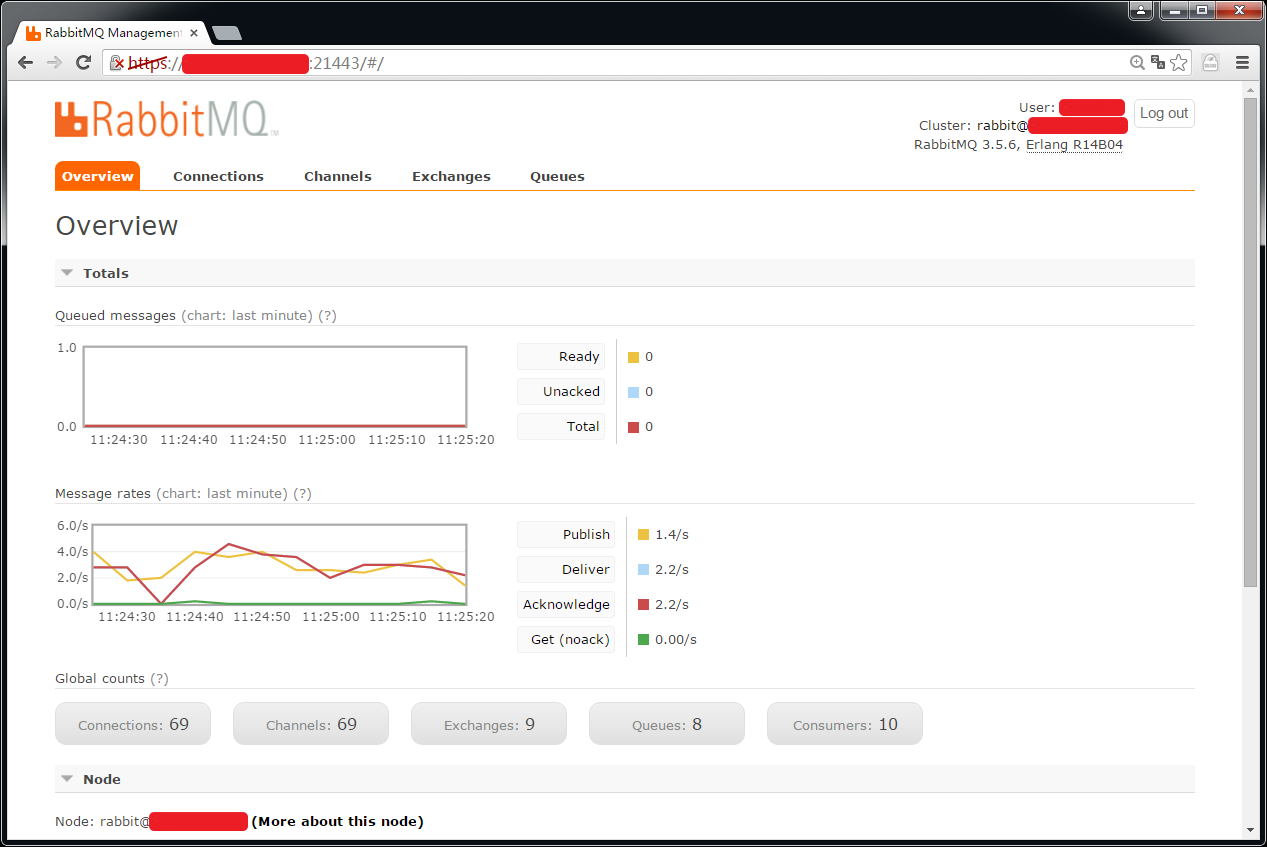 RabbitMQ Management
https:// :21443/#/
RabbitMQ™
User:
Log out
Cluster: rabbit@
RabbitMQ 3.5.6, Erlang R14B04
Overview Connections Channels Exchanges Queues
Overview
Totals
Queued messages (chart: last minute) (?)
1.0
0.0
11:24:30 11:24:40 11:24:50 11:25:00 11:25:10 11:25:20
Ready 0
Unacked 0
Total 0
Message rates (chart: last minute) (?)
6.0/s
4.0/s
2.0/s
0.0/s
11:24:30 11:24:40 11:24:50 11:25:00 11:25:10 11:25:20
Publish 1.4/s
Deliver 2.2/s
Acknowledge 2.2/s
Get (noack) 0.00/s
Global counts (?)
Connections: 69 Channels: 69 Exchanges: 9 Queues: 8 Consumers: 10
Node
Node: rabbit@ (More about this node)